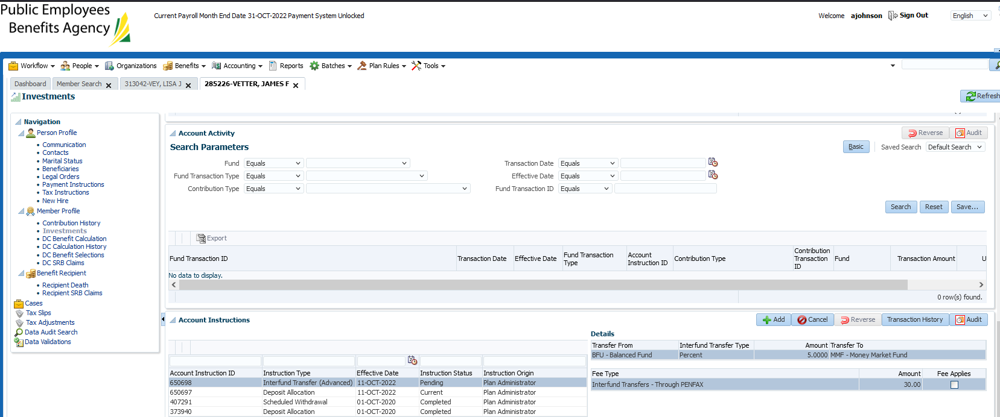 Public Employees
Benefits Agency
Current Payroll Month End Date 31-OCT-2022 Payment System Unlocked
Welcome ajohnson Sign Out English
Workflow People Organizations Benefits Accounting Reports Batches Plan Rules Tools
Dashboard Member Search 313042-VEY, LISA J 285226-VETTER, JAMES F
Investments
Refresh
Navigation
Person Profile
Communication
Contacts
Marital Status
Beneficiaries
Legal Orders
Payment Instructions
Tax Instructions
New Hire
Member Profile
Contribution History
Investments
DC Benefit Calculation
DC Calculation History
DC Benefit Selections
DC SRB Claims
Benefit Recipient
Recipient Death
Recipient SRB Claims
Cases
Tax Slips
Tax Adjustments
Data Audit Search
Data Validations
Account Activity
Reverse Audit
Search Parameters
Basic Saved Search Default Search
Fund Equals Transaction Date Equals
Fund Transaction Type Equals Effective Date Equals
Contribution Type Equals Fund Transaction ID Equals
Search Reset Save...
Export
Fund Transaction ID Transaction Date Effective Date Fund Transaction Type Account Instruction ID Contribution Type Contribution Transaction ID Fund Transaction Amount U
No data to display.
0 row(s) found.
Account Instructions
Add Cancel Reverse Transaction History Audit
Account Instruction ID Instruction Type Effective Date Instruction Status Instruction Origin
650698 Interfund Transfer (Advanced) 11-OCT-2022 Pending Plan Administrator
650697 Deposit Allocation 11-OCT-2022 Current Plan Administrator
407291 Scheduled Withdrawal 01-OCT-2020 Completed Plan Administrator
373940 Deposit Allocation 01-OCT-2020 Completed Plan Administrator
Details
Transfer From Interfund Transfer Type Amount Transfer To
BFU - Balanced Fund Percent 5.0000 MMF - Money Market Fund
Fee Type Amount Fee Applies
Interfund Transfers - Through PENFAX 30.00